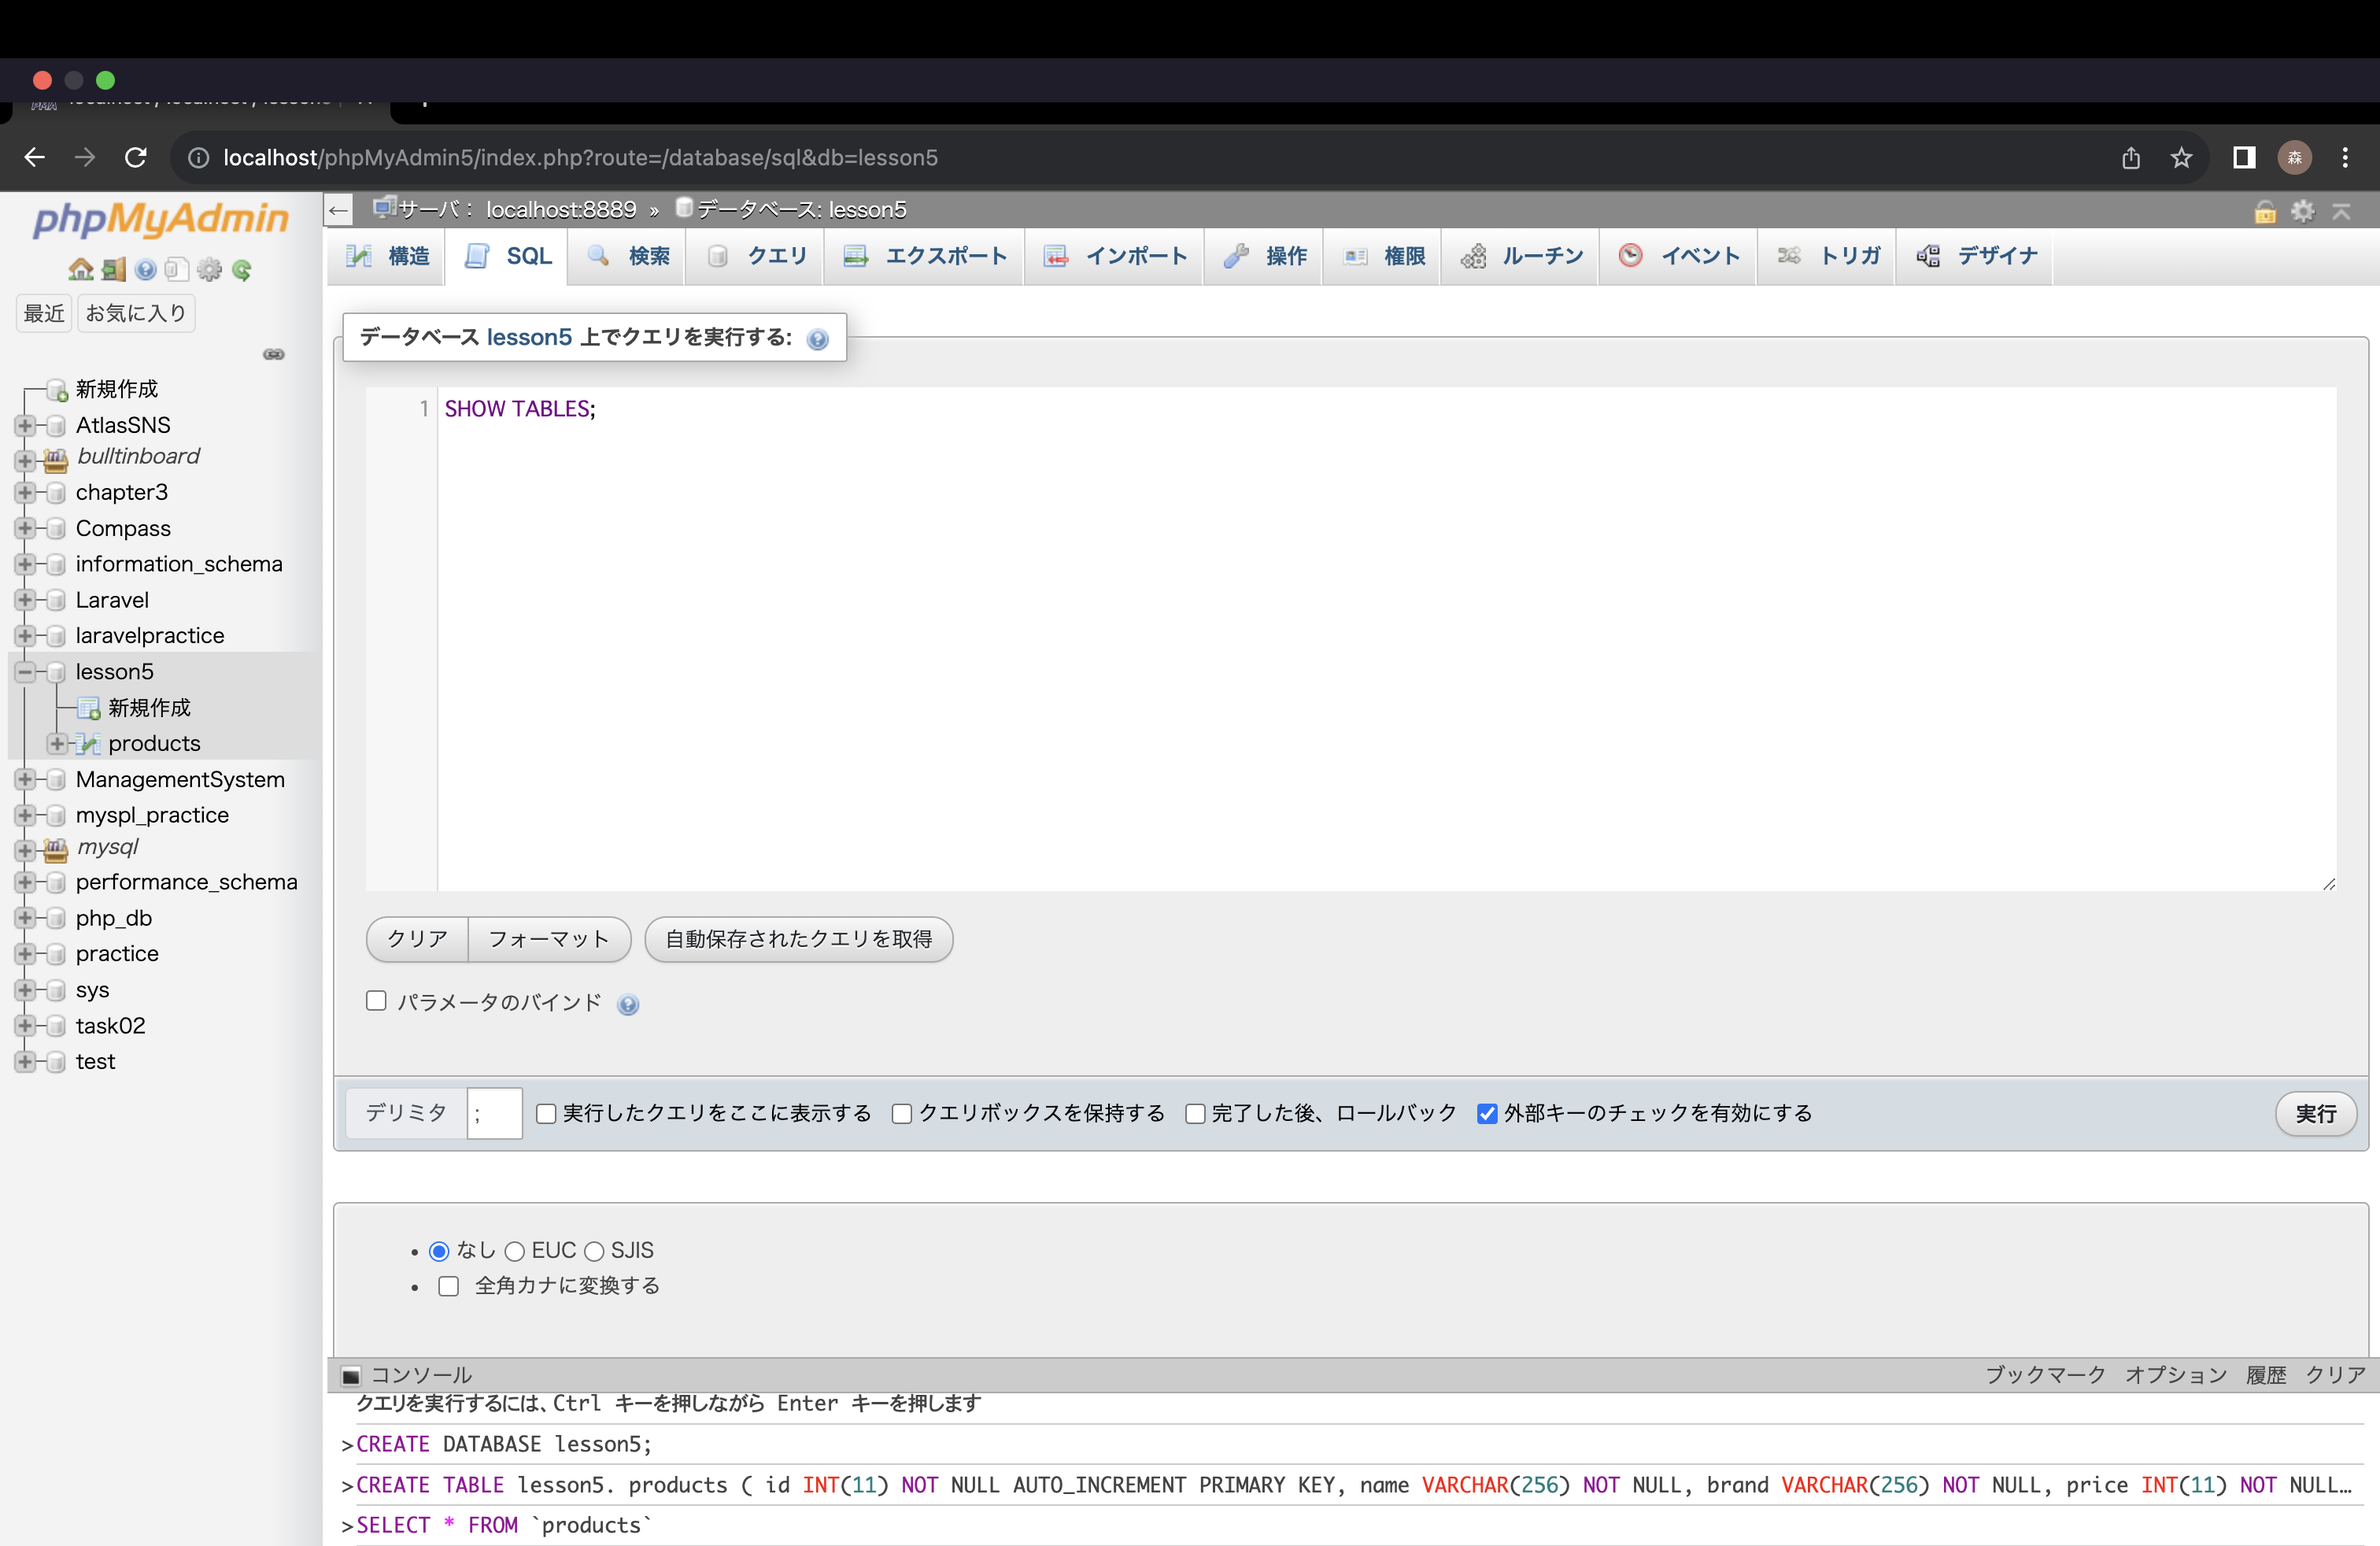 localhost/phpMyAdmin5/index.php?route=/database/sql&db=lesson5
森
phpMyAdmin
最近 お気に入り
新規作成
AtlasSNS
bulltinboard
chapter3
Compass
information_schema
Laravel
laravelpractice
lesson5
新規作成
products
ManagementSystem
myspl_practice
mysql
performance_schema
php_db
practice
sys
task02
test
← サーバ： localhost:8889 » データベース: lesson5
構造 SQL 検索 クエリ エクスポート インポート 操作 権限 ルーチン イベント トリガ デザイナ
データベース lesson5 上でクエリを実行する:
1 SHOW TABLES;
クリア フォーマット 自動保存されたクエリを取得
パラメータのバインド
デリミタ ; 実行したクエリをここに表示する クエリボックスを保持する 完了した後、ロールバック 外部キーのチェックを有効にする 実行
• なし EUC SJIS
• 全角カナに変換する
コンソール ブックマーク オプション 履歴 クリア
クエリを実行するには、Ctrl キーを押しながら Enter キーを押します
>CREATE DATABASE lesson5;
>CREATE TABLE lesson5. products ( id INT(11) NOT NULL AUTO_INCREMENT PRIMARY KEY, name VARCHAR(256) NOT NULL, brand VARCHAR(256) NOT NULL, price INT(11) NOT NULL…
>SELECT * FROM `products`